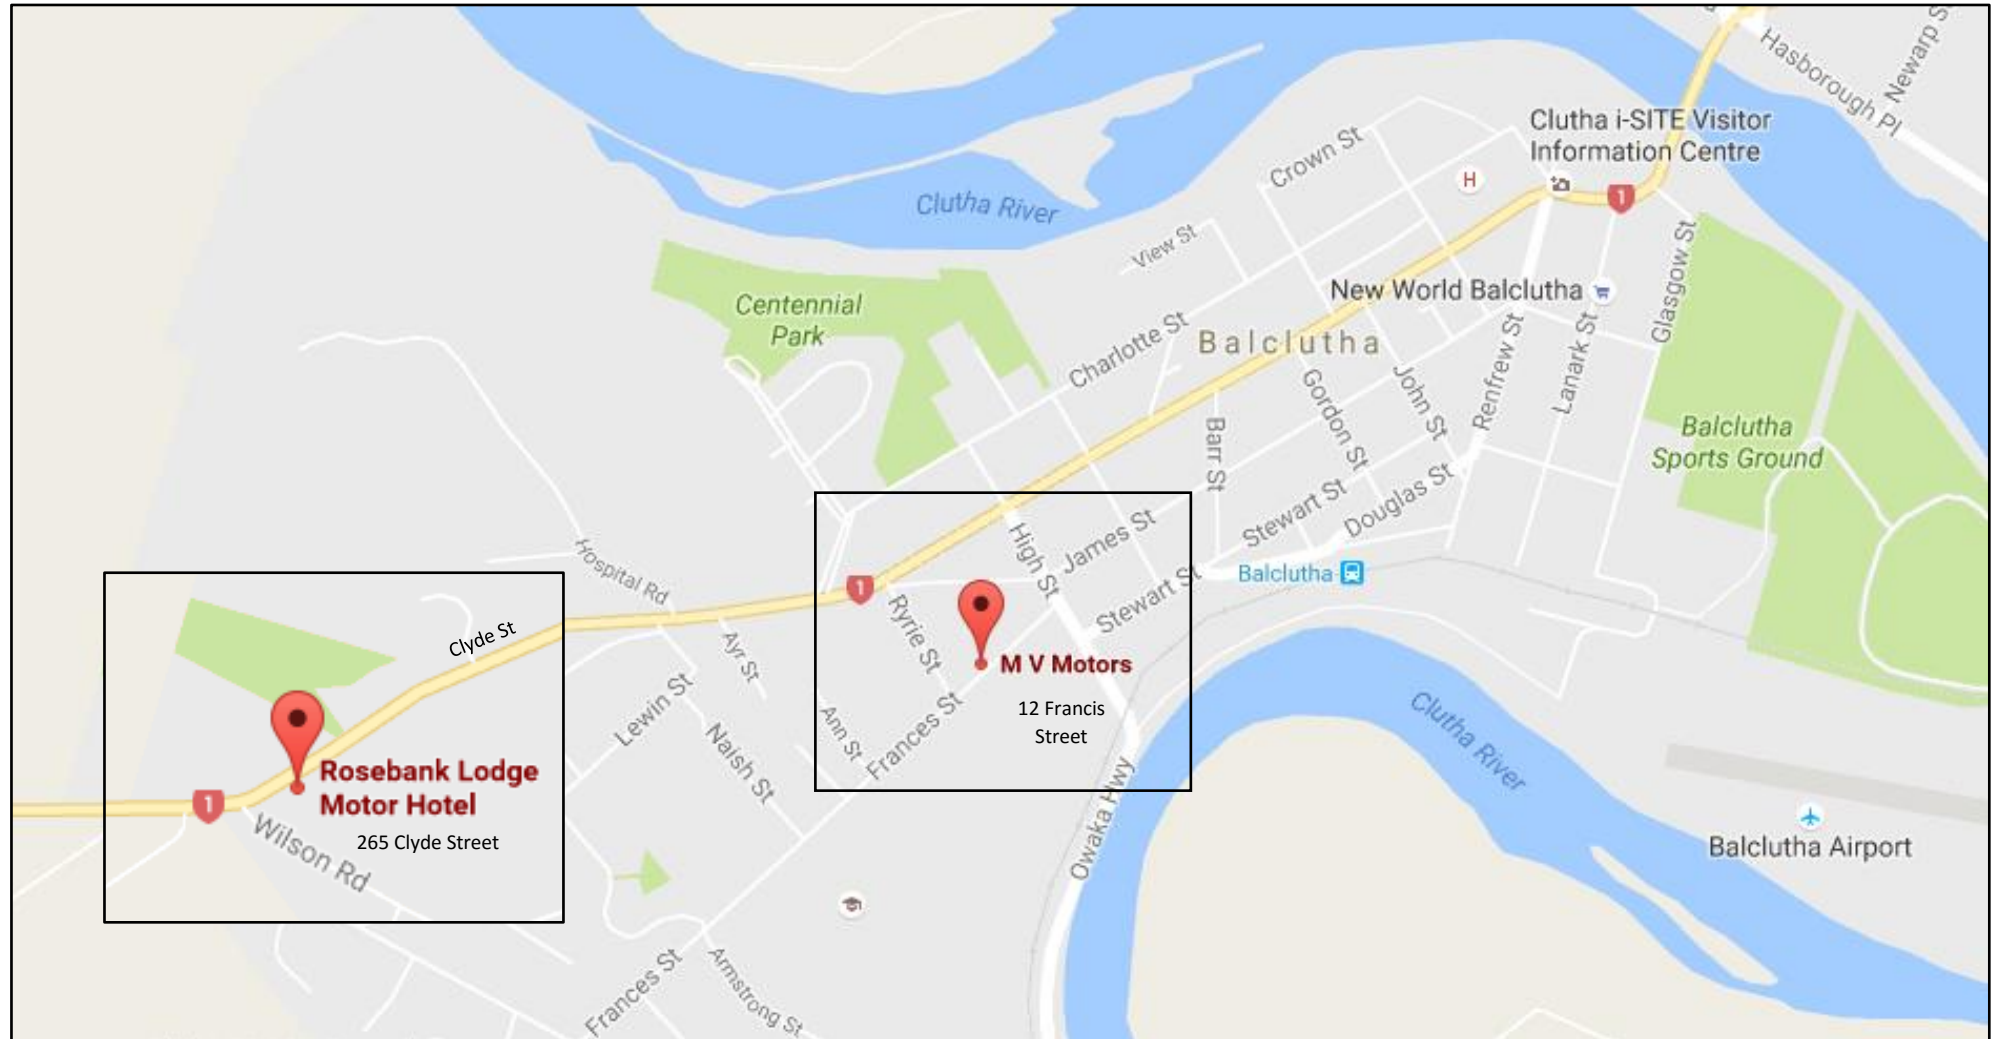 Newarp S
Hasborough Pl
Clutha i-SITE Visitor
Information Centre
Crown St
H
1
Clutha River
View St
Glasgow St
New World Balclutha
Centennial
Park
Charlotte St
Balclutha
Renfrew St
Lanark St
Gordon St
John St
Barr St
Balclutha
Sports Ground
Stewart St
Douglas St
High St
James St
Hospital Rd
Balclutha
1
Stewart St
Ryrie St
Clyde St
Ayr St
M V Motors
12 Francis
Street
Lewin St
Ann St
Frances St
Naish St
Clutha River
Rosebank Lodge
Motor Hotel
265 Clyde Street
1
Wilson Rd
Owaka Hwy
Balclutha Airport
Frances St
Armstrong St